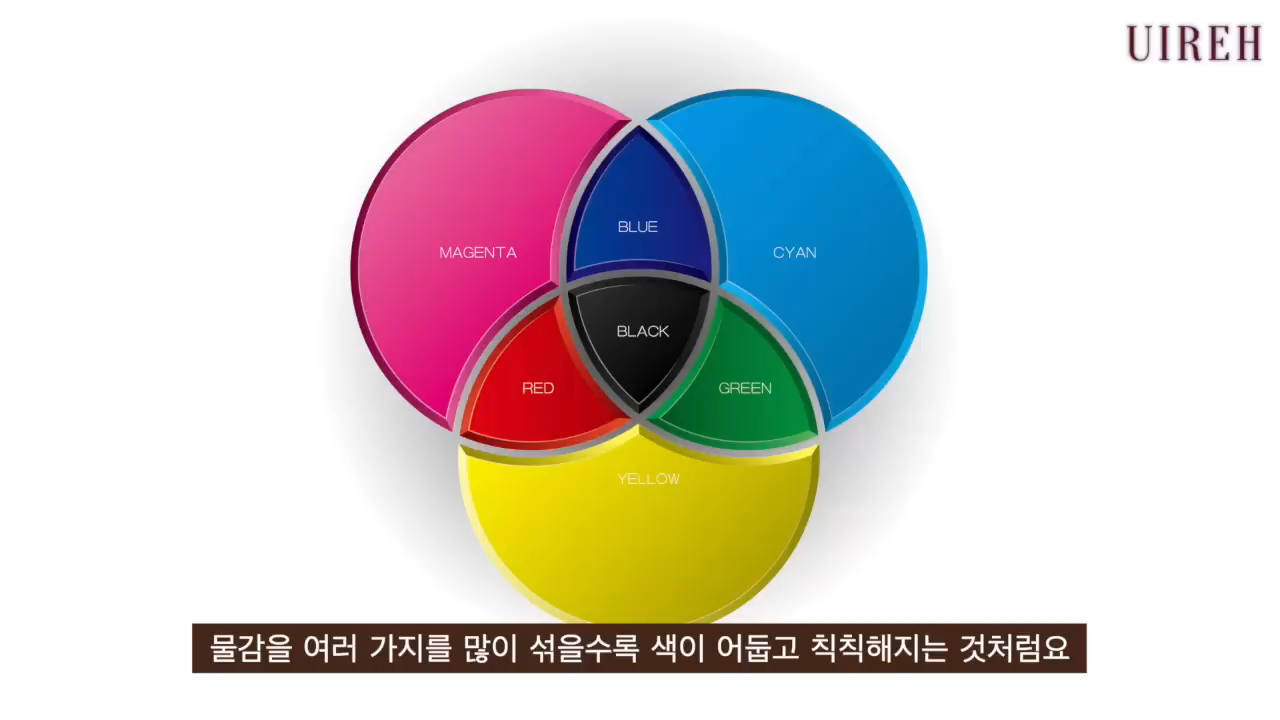 UIREH
BLUE
MAGENTA
CYAN
BLACK
RED
GREEN
YELLOW
물감을 여러 가지를 많이 섞을수록 색이 어둡고 칙칙해지는 것처럼요